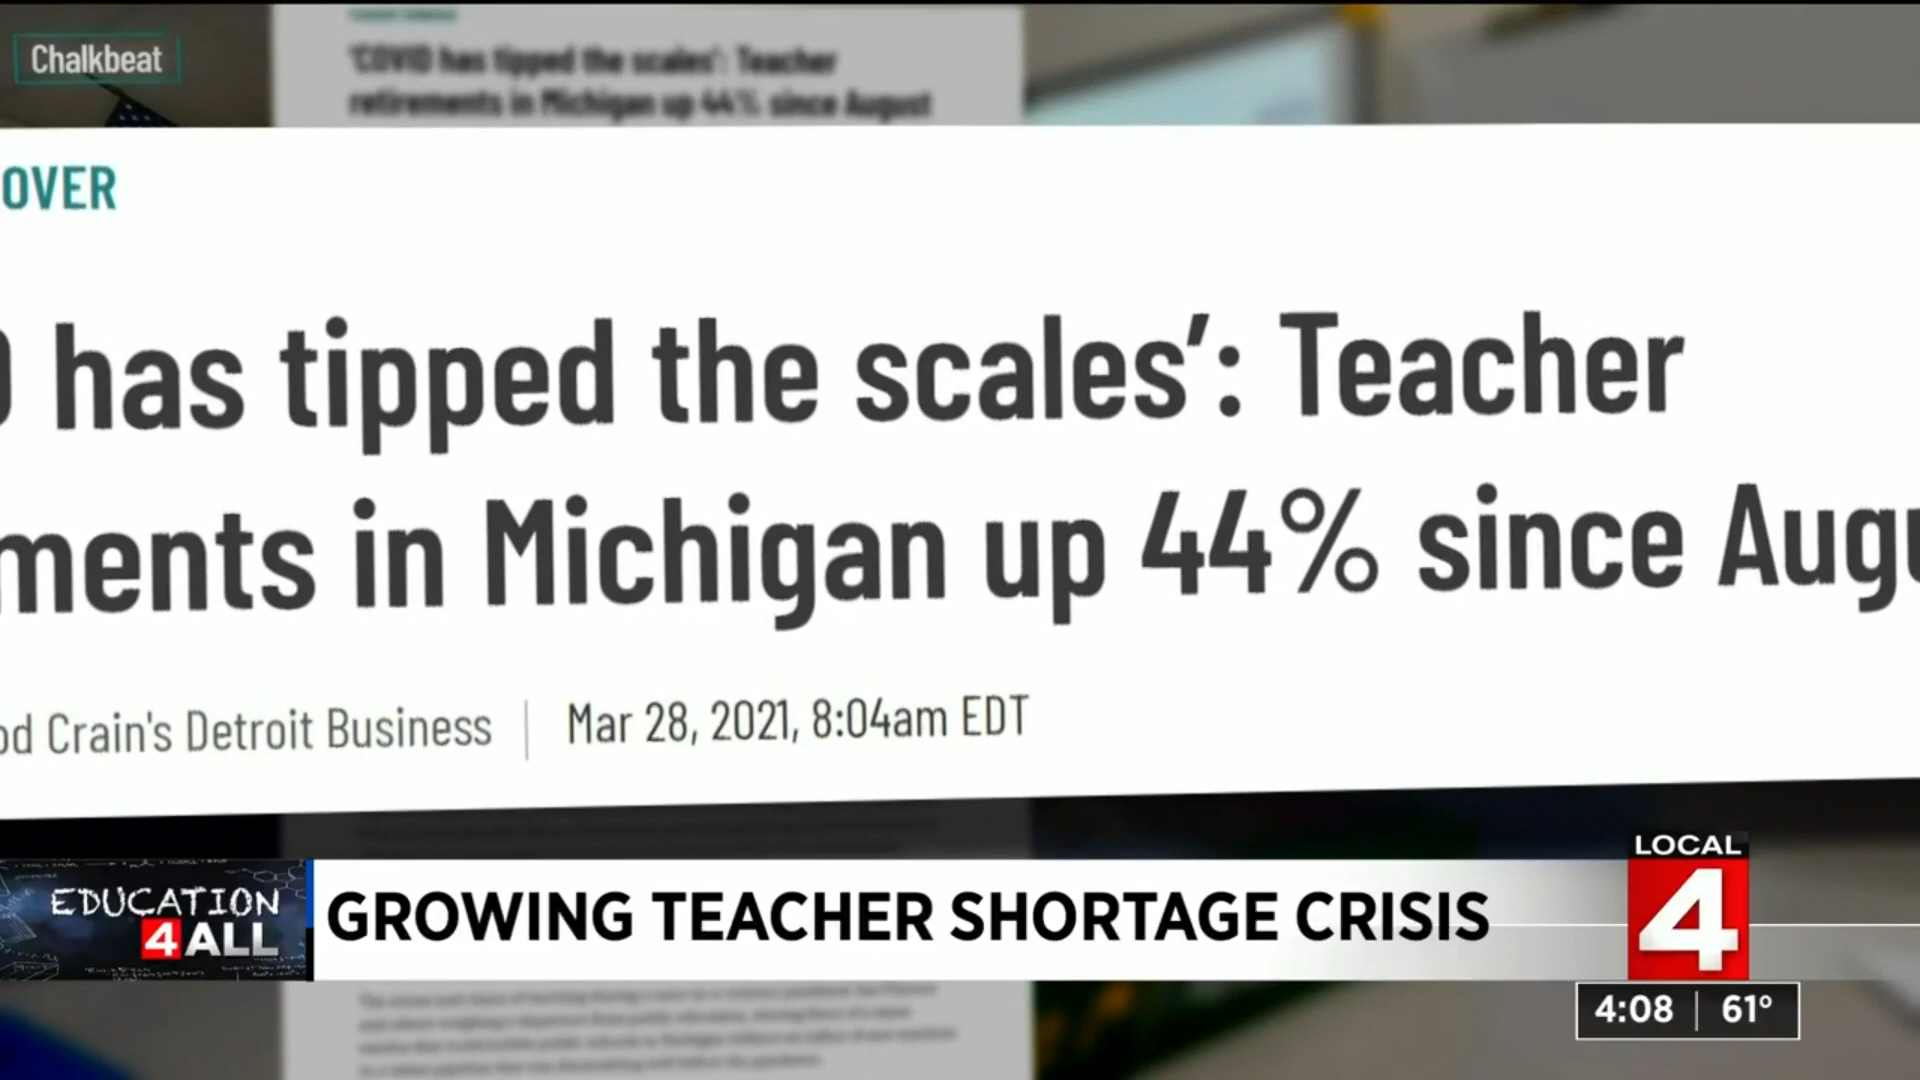 Chalkbeat
'COVID has tipped the scales': Teacher
retirements in Michigan up 44% since August
OVER
D has tipped the scales’: Teacher
ments in Michigan up 44% since Augu
od Crain's Detroit Business | Mar 28, 2021, 8:04am EDT
EDUCATION
4 ALL
GROWING TEACHER SHORTAGE CRISIS
LOCAL
4
4:08 | 61°